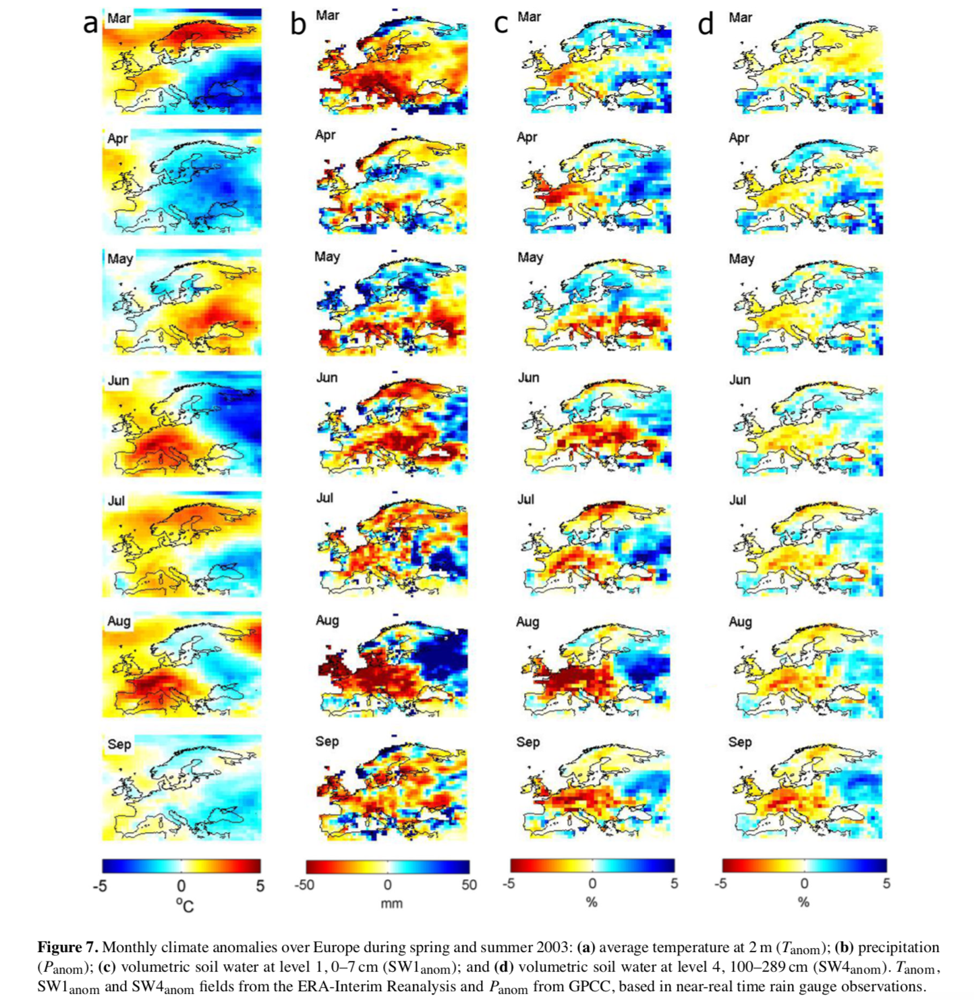 a b c d
Mar Mar Mar Mar
Apr Apr Apr Apr
May May May May
Jun Jun Jun Jun
Jul Jul Jul Jul
Aug Aug Aug Aug
Sep Sep Sep Sep
-5 0 5 -50 0 50 -5 0 5 -5 0 5
°C mm % %
Figure 7. Monthly climate anomalies over Europe during spring and summer 2003: (a) average temperature at 2 m (Tanom); (b) precipitation
(Panom); (c) volumetric soil water at level 1, 0–7 cm (SW1anom); and (d) volumetric soil water at level 4, 100–289 cm (SW4anom). Tanom,
SW1anom and SW4anom fields from the ERA-Interim Reanalysis and Panom from GPCC, based in near-real time rain gauge observations.